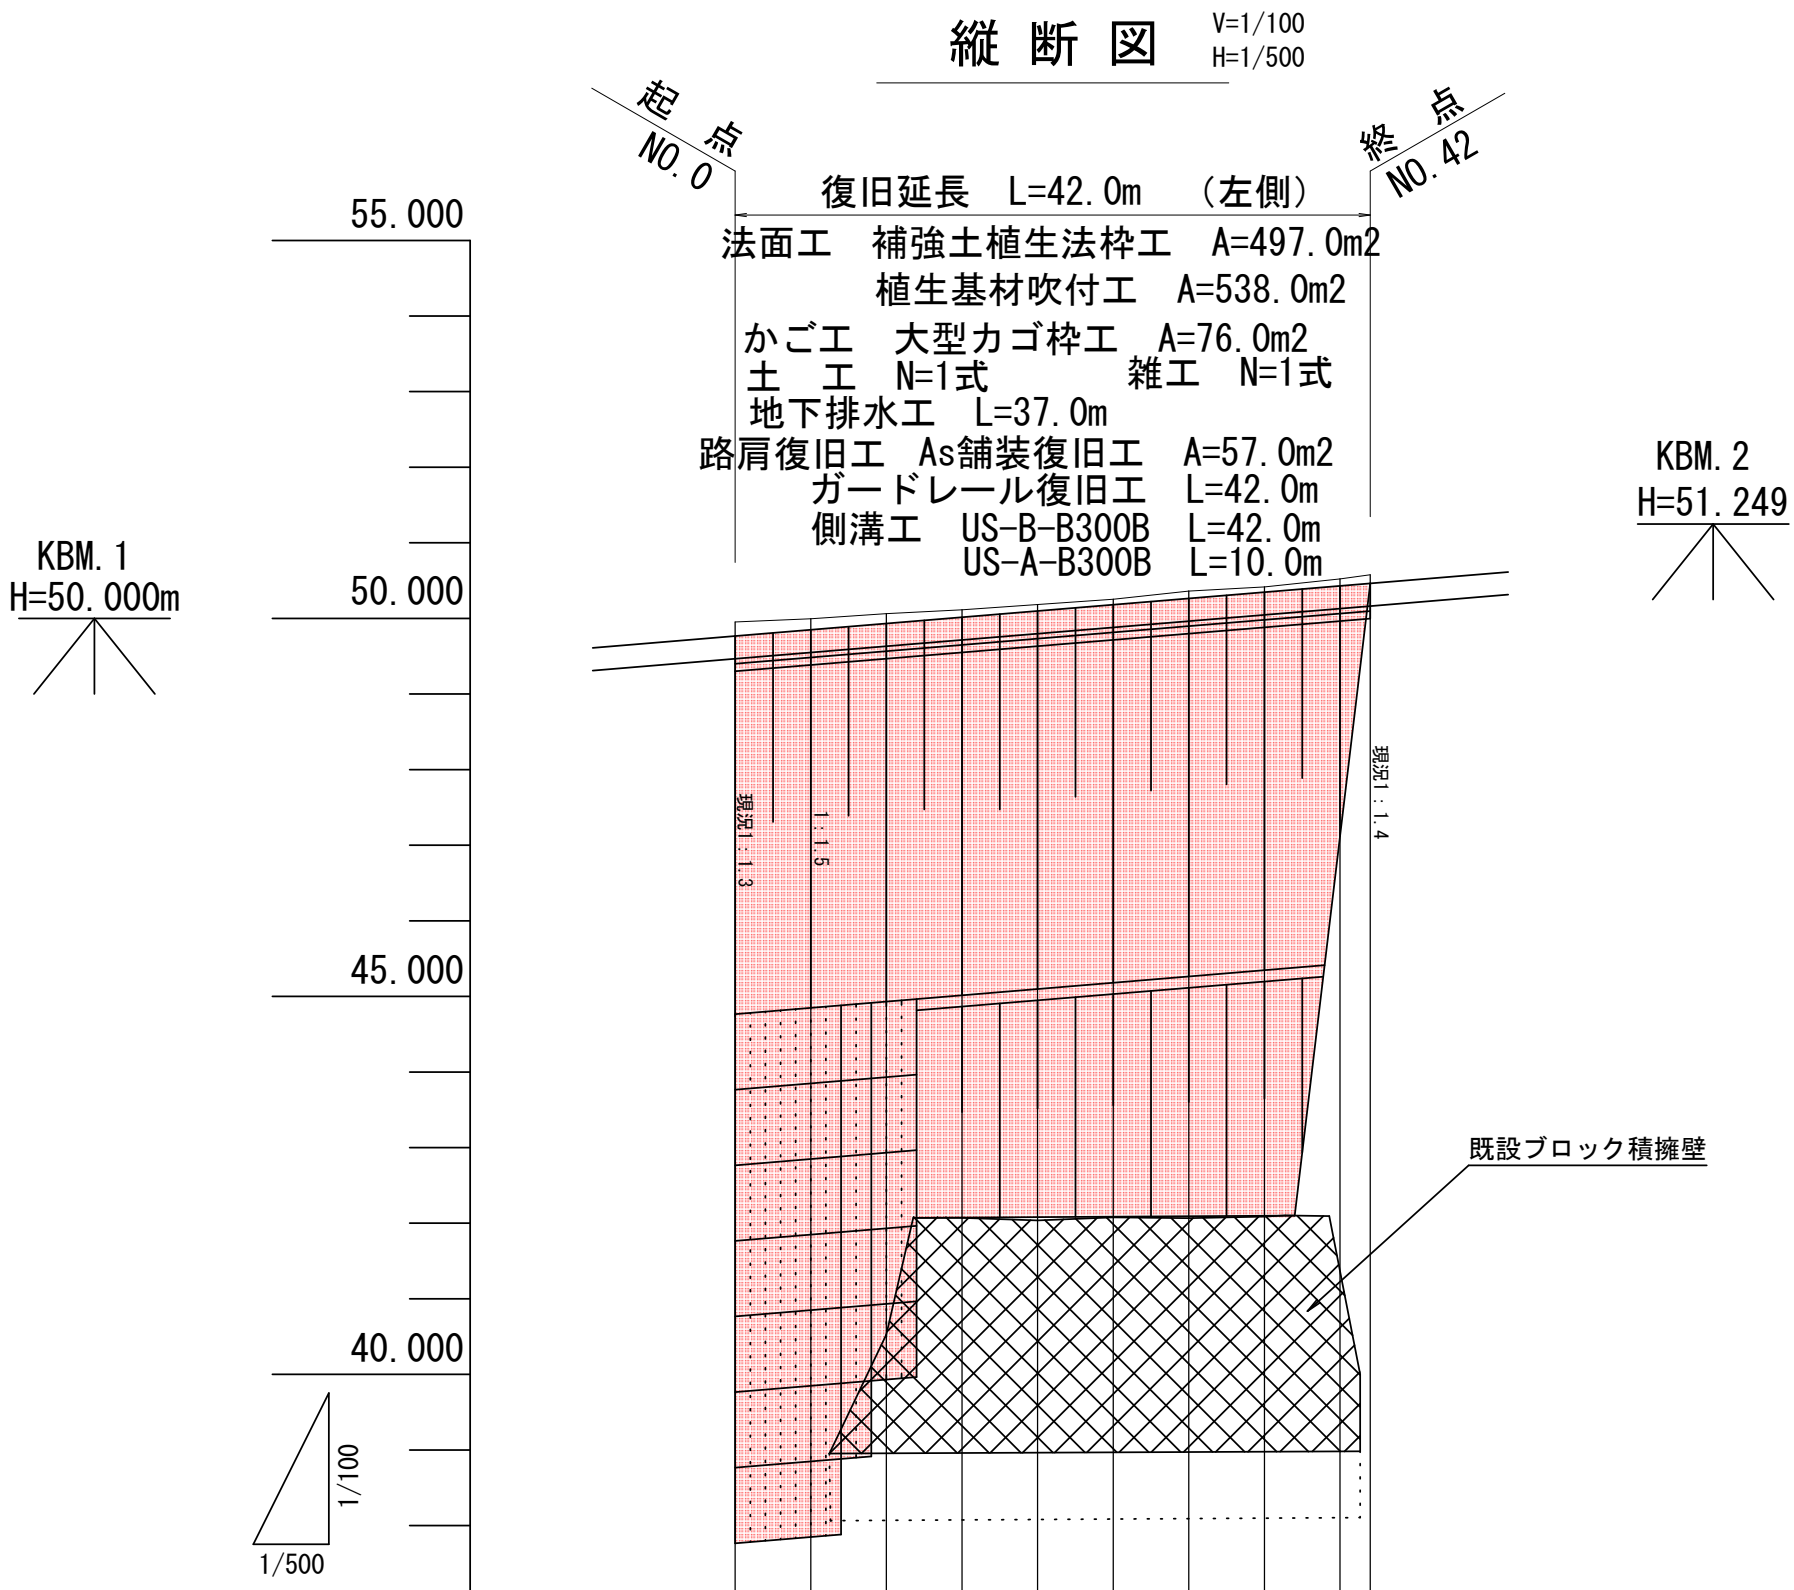 縦断図
V=1/100
H=1/500
起点
NO.0
終点
NO.42
復旧延長 L=42.0m (左側)
法面工 補強土植生法枠工 A=497.0m2
植生基材吹付工 A=538.0m2
かご工 大型カゴ枠工 A=76.0m2
土 工 N=1式 雑工 N=1式
地下排水工 L=37.0m
路肩復旧工 As舗装復旧工 A=57.0m2
ガードレール復旧工 L=42.0m
側溝工 US-B-B300B L=42.0m
US-A-B300B L=10.0m
KBM.1
H=50.000m
KBM.2
H=51.249
55.000
50.000
45.000
40.000
現況1:1.3
1:1.5
現況1:1.4
既設ブロック積擁壁
1/100
1/500